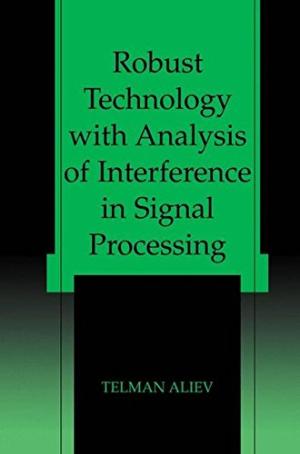 Robust
Technology
with Analysis
of Interference
in Signal
Processing
TELMAN ALIEV